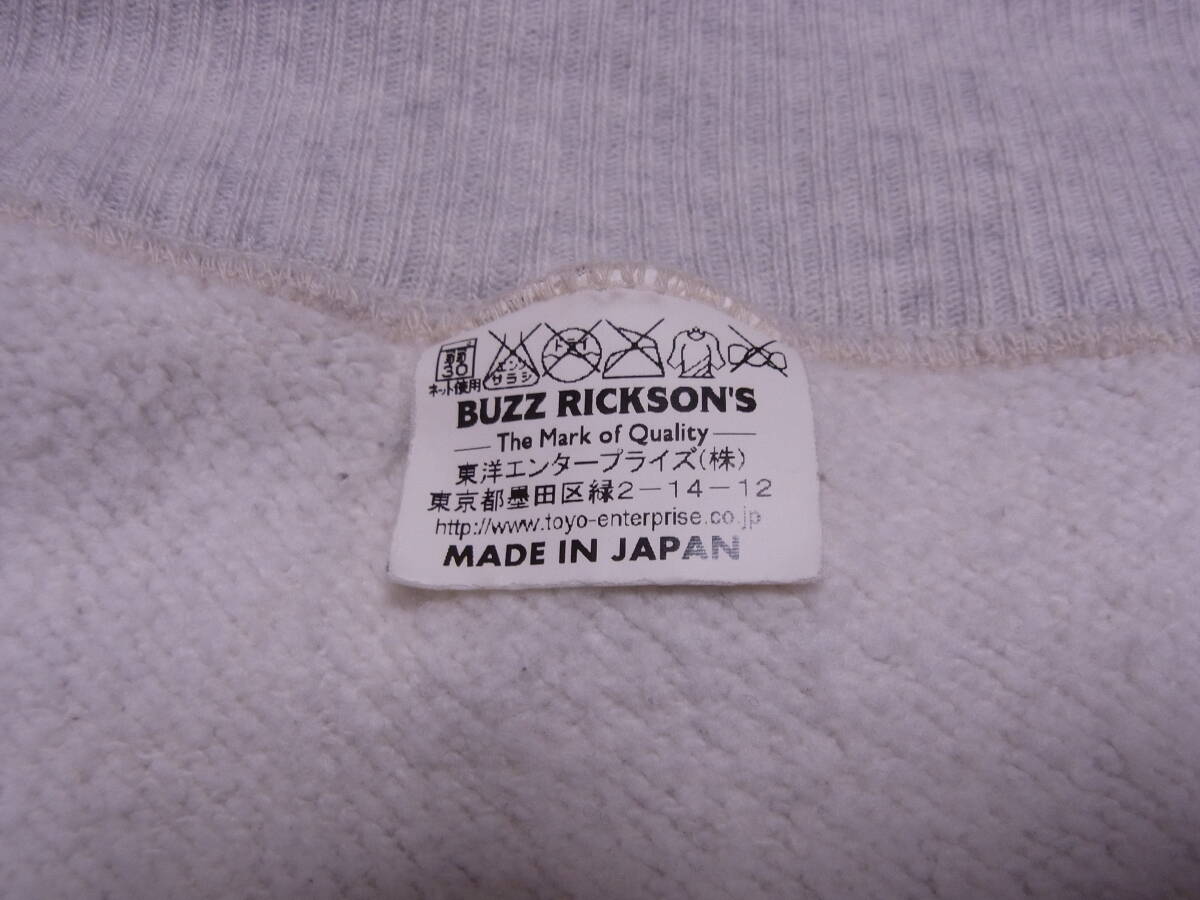 弱 30 エンソ サラシ ドライ
ネット使用
BUZZ RICKSON'S
The Mark of Quality
東洋エンタープライズ(株)
東京都墨田区緑2-14-12
http://www.toyo-enterprise.co.jp
MADE IN JAPAN